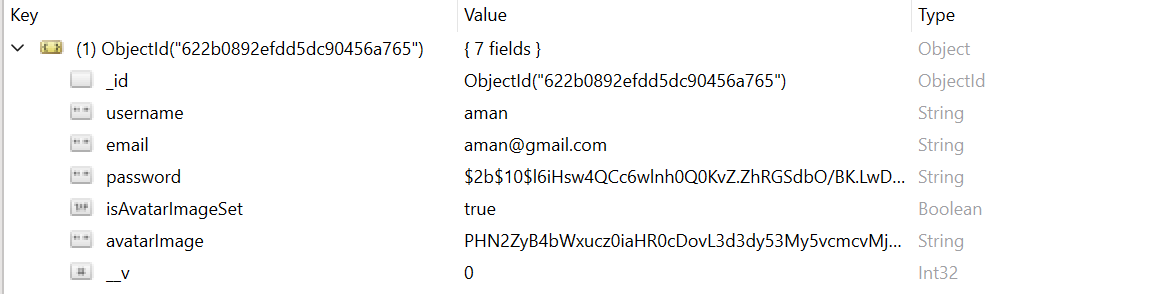 Key Value Type
(1) ObjectId("622b0892efdd5dc90456a765") { 7 fields } Object
_id ObjectId("622b0892efdd5dc90456a765") ObjectId
username aman String
email aman@gmail.com String
password $2b$10$l6iHsw4QCc6wlnh0Q0KvZ.ZhRGSdbO/BK.LwD... String
isAvatarImageSet true Boolean
avatarImage PHN2ZyB4bWxucz0iaHR0cDovL3d3dy53My5vcmcvMj... String
__v 0 Int32